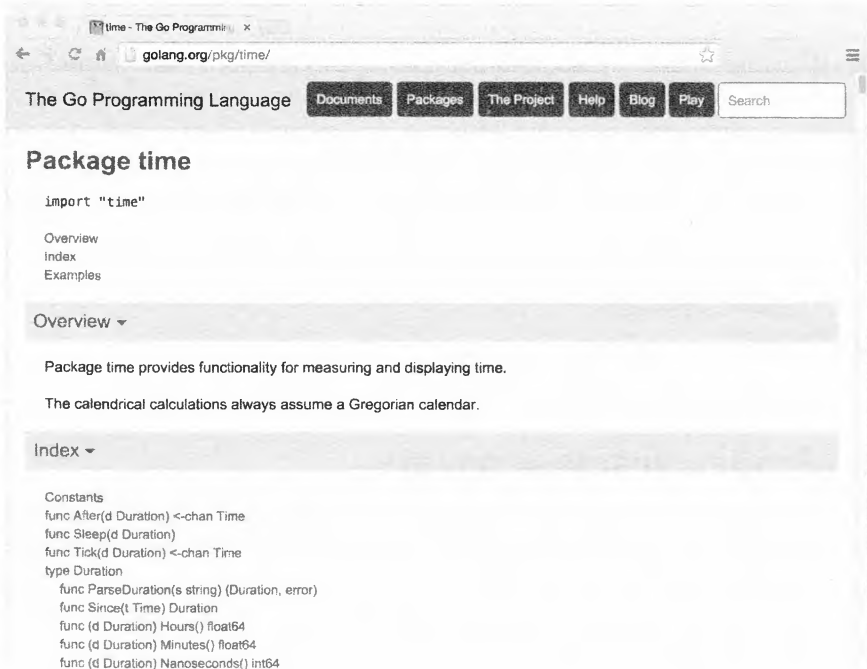 time - The Go Programming ×
golang.org/pkg/time/
The Go Programming Language Documents Packages The Project Help Blog Play Search
Package time
import "time"
Overview
Index
Examples
Overview
Package time provides functionality for measuring and displaying time.
The calendrical calculations always assume a Gregorian calendar.
Index
Constants
func After(d Duration) <-chan Time
func Sleep(d Duration)
func Tick(d Duration) <-chan Time
type Duration
func ParseDuration(s string) (Duration, error)
func Since(t Time) Duration
func (d Duration) Hours() float64
func (d Duration) Minutes() float64
func (d Duration) Nanoseconds() int64